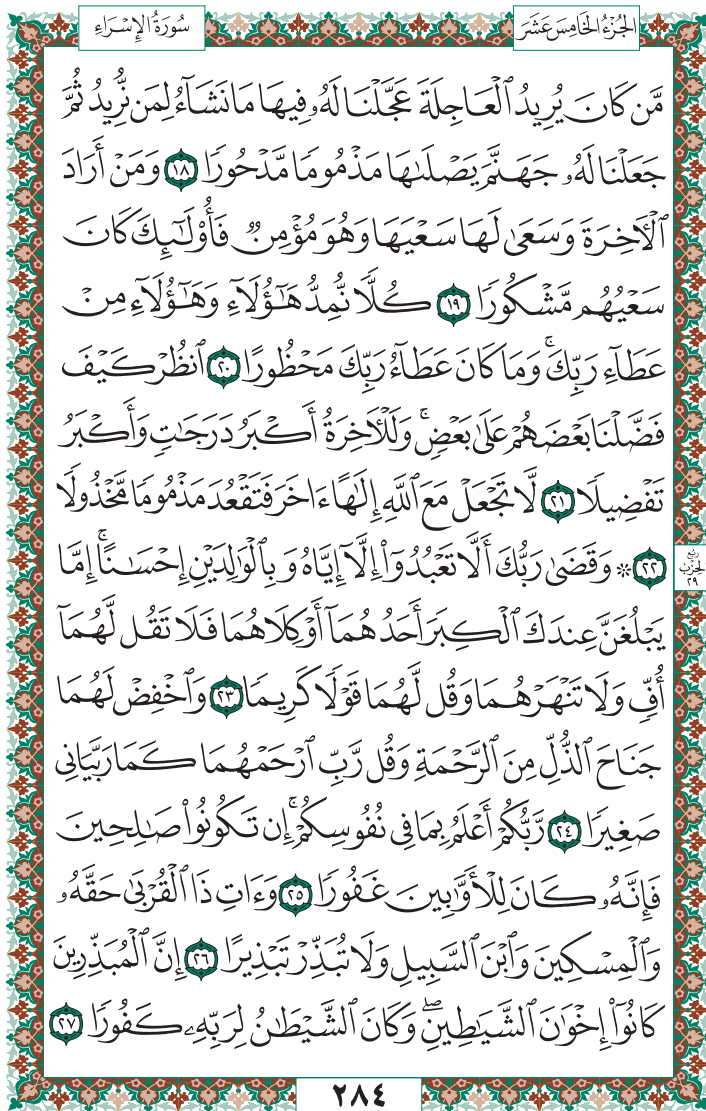 الجُزْءُ الخَامِسَ عَشَرَ
سُورَةُ الإِسْرَاءِ
مَّن كَانَ يُرِيدُ ٱلْعَاجِلَةَ عَجَّلْنَا لَهُۥ فِيهَا مَا نَشَآءُ لِمَن نُّرِيدُ ثُمَّ
جَعَلْنَا لَهُۥ جَهَنَّمَ يَصْلَىٰهَا مَذْمُومًا مَّدْحُورًا ١٨ وَمَنْ أَرَادَ
ٱلْأَخِرَةَ وَسَعَىٰ لَهَا سَعْيَهَا وَهُوَ مُؤْمِنٌ فَأُو۟لَـٰٓئِكَ كَانَ
سَعْيُهُم مَّشْكُورًا ١٩ كُلًّا نُّمِدُّ هَـٰٓؤُلَآءِ وَهَـٰٓؤُلَآءِ مِنْ
عَطَآءِ رَبِّكَ ۚ وَمَا كَانَ عَطَآءُ رَبِّكَ مَحْظُورًا ٢٠ ٱنظُرْ كَيْفَ
فَضَّلْنَا بَعْضَهُمْ عَلَىٰ بَعْضٍ ۚ وَلَلْأَخِرَةُ أَكْبَرُ دَرَجَـٰتٍ وَأَكْبَرُ
تَفْضِيلًا ٢١ لَّا تَجْعَلْ مَعَ ٱللَّهِ إِلَـٰهًا ءَاخَرَ فَتَقْعُدَ مَذْمُومًا مَّخْذُولًا
٢٢ ۞ وَقَضَىٰ رَبُّكَ أَلَّا تَعْبُدُوٓا۟ إِلَّآ إِيَّاهُ وَبِٱلْوَٰلِدَيْنِ إِحْسَـٰنًا ۚ إِمَّا
رُبْعُ الحِزْبِ ٢٩
يَبْلُغَنَّ عِندَكَ ٱلْكِبَرَ أَحَدُهُمَآ أَوْ كِلَاهُمَا فَلَا تَقُل لَّهُمَآ
أُفٍّ وَلَا تَنْهَرْهُمَا وَقُل لَّهُمَا قَوْلًا كَرِيمًا ٢٣ وَٱخْفِضْ لَهُمَا
جَنَاحَ ٱلذُّلِّ مِنَ ٱلرَّحْمَةِ وَقُل رَّبِّ ٱرْحَمْهُمَا كَمَا رَبَّيَانِى
صَغِيرًا ٢٤ رَّبُّكُمْ أَعْلَمُ بِمَا فِى نُفُوسِكُمْ ۚ إِن تَكُونُوا۟ صَـٰلِحِينَ
فَإِنَّهُۥ كَانَ لِلْأَوَّٰبِينَ غَفُورًا ٢٥ وَءَاتِ ذَا ٱلْقُرْبَىٰ حَقَّهُۥ
وَٱلْمِسْكِينَ وَٱبْنَ ٱلسَّبِيلِ وَلَا تُبَذِّرْ تَبْذِيرًا ٢٦ إِنَّ ٱلْمُبَذِّرِينَ
كَانُوٓا۟ إِخْوَٰنَ ٱلشَّيَـٰطِينِ ۖ وَكَانَ ٱلشَّيْطَـٰنُ لِرَبِّهِۦ كَفُورًا ٢٧
٢٨٤